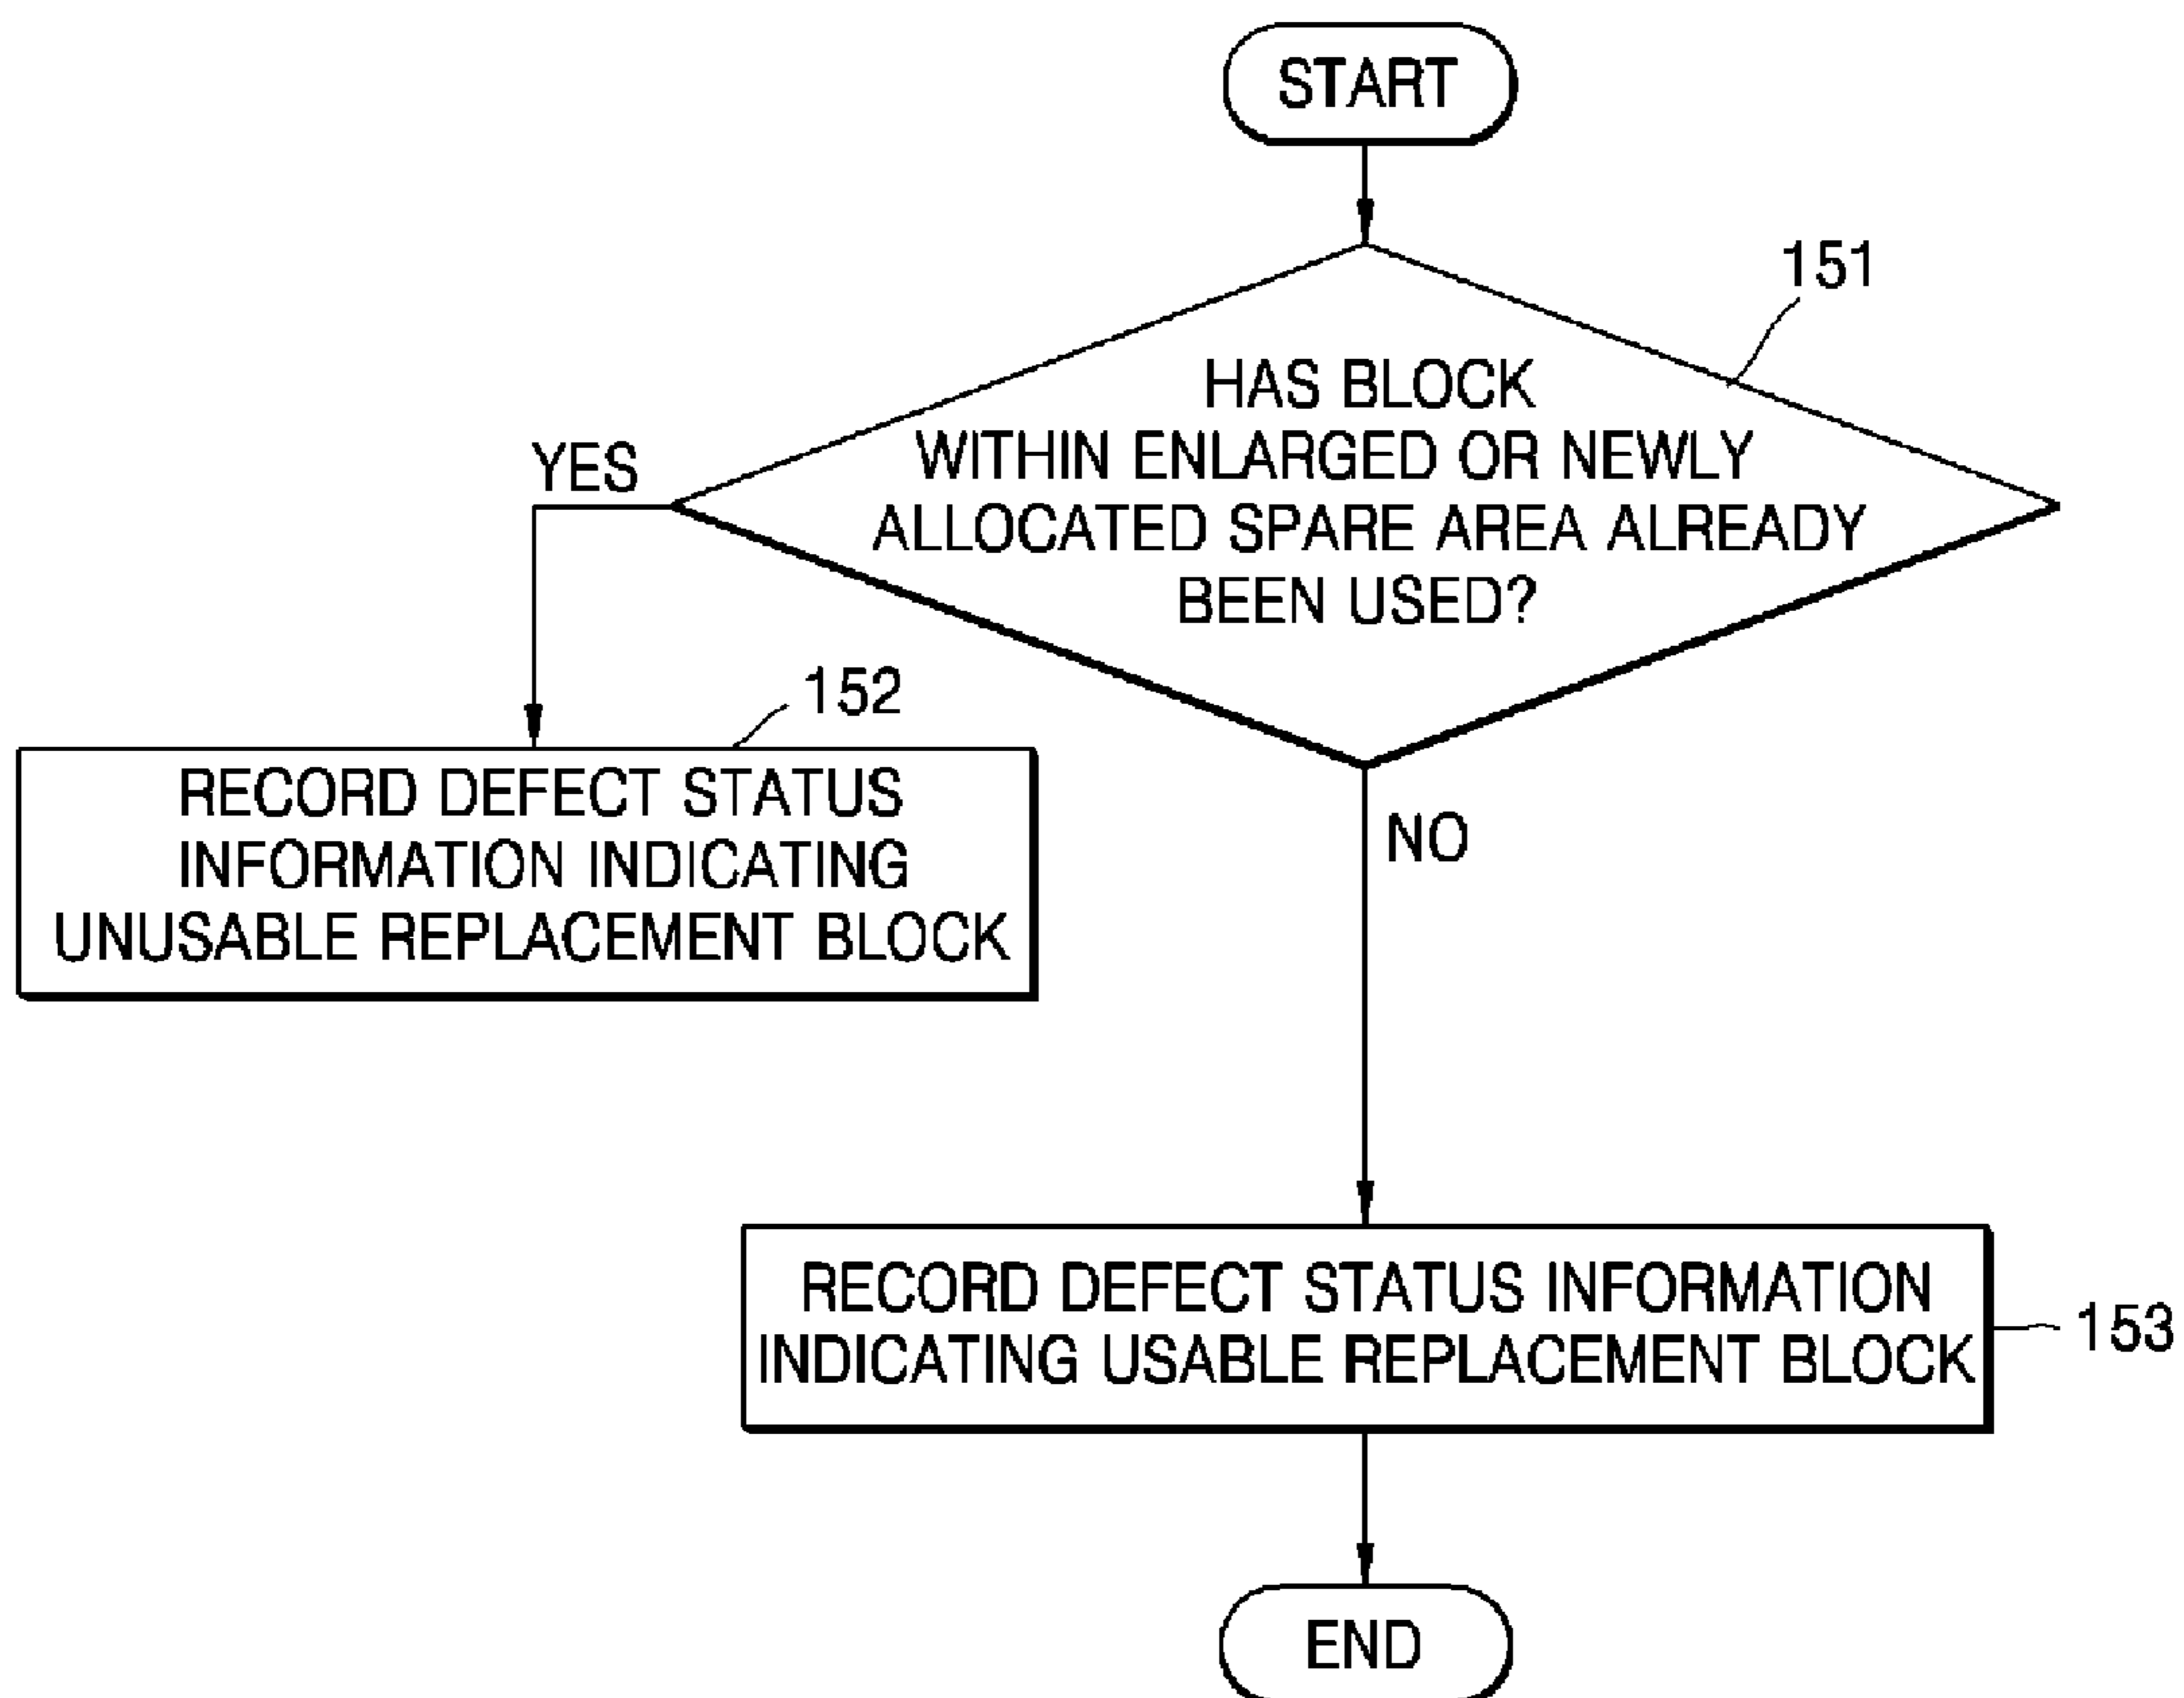 START
151
HAS BLOCK
WITHIN ENLARGED OR NEWLY
ALLOCATED SPARE AREA ALREADY
BEEN USED?
YES
152
RECORD DEFECT STATUS
INFORMATION INDICATING
UNUSABLE REPLACEMENT BLOCK
NO
RECORD DEFECT STATUS INFORMATION
INDICATING USABLE REPLACEMENT BLOCK
153
END